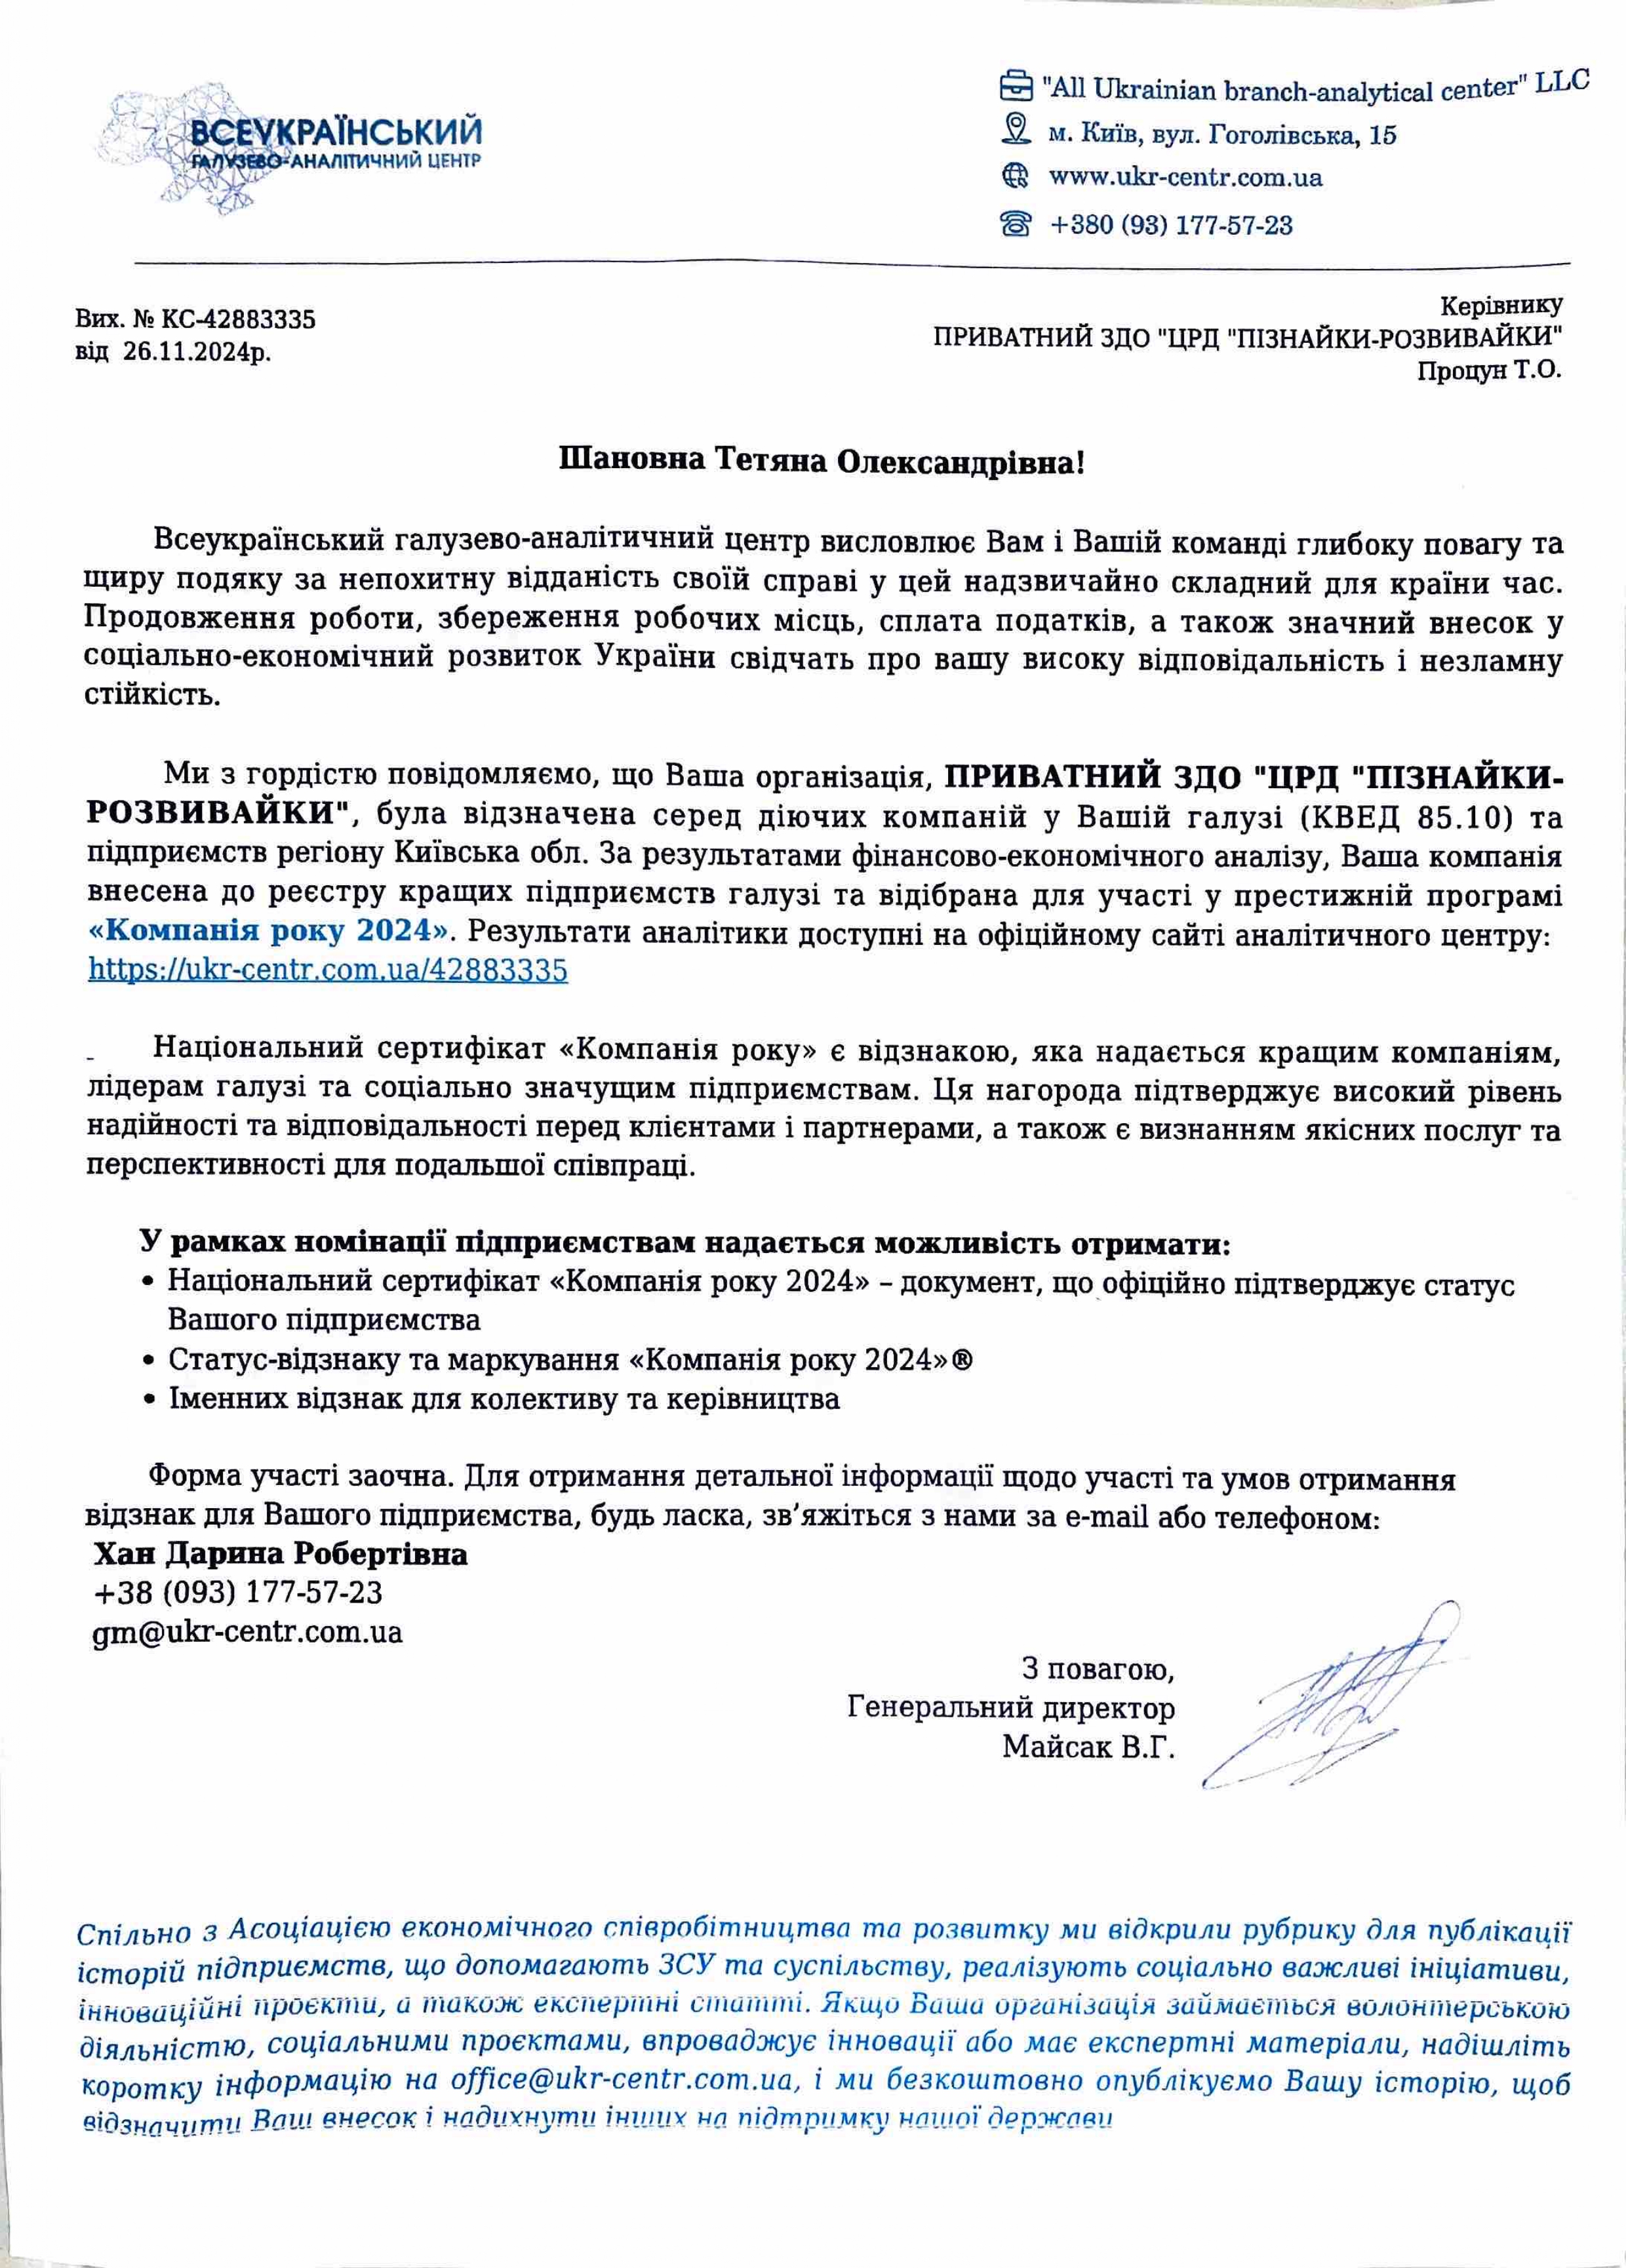 ВСЕУКРАЇНСЬКИЙ
ГАЛУЗЕВО-АНАЛІТИЧНИЙ ЦЕНТР
"All Ukrainian branch-analytical center" LLC
м. Київ, вул. Гоголівська, 15
www.ukr-centr.com.ua
+380 (93) 177-57-23
Вих. № КС-42883335
від 26.11.2024р.
Керівнику
ПРИВАТНИЙ ЗДО "ЦРД "ПІЗНАЙКИ-РОЗВИВАЙКИ"
Процун Т.О.
Шановна Тетяна Олександрівна!
Всеукраїнський галузево-аналітичний центр висловлює Вам і Вашій команді глибоку повагу та
щиру подяку за непохитну відданість своїй справі у цей надзвичайно складний для країни час.
Продовження роботи, збереження робочих місць, сплата податків, а також значний внесок у
соціально-економічний розвиток України свідчать про вашу високу відповідальність і незламну
стійкість.
Ми з гордістю повідомляємо, що Ваша організація, ПРИВАТНИЙ ЗДО "ЦРД "ПІЗНАЙКИ-
РОЗВИВАЙКИ", була відзначена серед діючих компаній у Вашій галузі (КВЕД 85.10) та
підприємств регіону Київська обл. За результатами фінансово-економічного аналізу, Ваша компанія
внесена до реєстру кращих підприємств галузі та відібрана для участі у престижній програмі
«Компанія року 2024». Результати аналітики доступні на офіційному сайті аналітичного центру:
https://ukr-centr.com.ua/42883335
Національний сертифікат «Компанія року» є відзнакою, яка надається кращим компаніям,
лідерам галузі та соціально значущим підприємствам. Ця нагорода підтверджує високий рівень
надійності та відповідальності перед клієнтами і партнерами, а також є визнанням якісних послуг та
перспективності для подальшої співпраці.
У рамках номінації підприємствам надається можливість отримати:
• Національний сертифікат «Компанія року 2024» – документ, що офіційно підтверджує статус
Вашого підприємства
• Статус-відзнаку та маркування «Компанія року 2024»®
• Іменних відзнак для колективу та керівництва
Форма участі заочна. Для отримання детальної інформації щодо участі та умов отримання
відзнак для Вашого підприємства, будь ласка, зв’яжіться з нами за e-mail або телефоном:
Хан Дарина Робертівна
+38 (093) 177-57-23
gm@ukr-centr.com.ua
З повагою,
Генеральний директор
Майсак В.Г.
Спільно з Асоціацією економічного співробітництва та розвитку ми відкрили рубрику для публікації
історій підприємств, що допомагають ЗСУ та суспільству, реалізують соціально важливі ініціативи,
інноваційні проєкти, а також експертні статті. Якщо Ваша організація займається волонтерською
діяльністю, соціальними проєктами, впроваджує інновації або має експертні матеріали, надішліть
коротку інформацію на office@ukr-centr.com.ua, і ми безкоштовно опублікуємо Вашу історію, щоб
відзначити Ваш внесок і надихнути інших на підтримку нашої держави